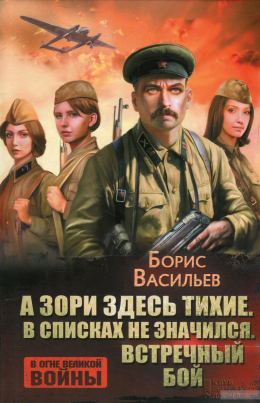 Борис
Васильев
А ЗОРИ ЗДЕСЬ ТИХИЕ.
В СПИСКАХ НЕ ЗНАЧИЛСЯ.
ВСТРЕЧНЫЙ
БОЙ
В ОГНЕ ВЕЛИКОЙ
ВОЙНЫ